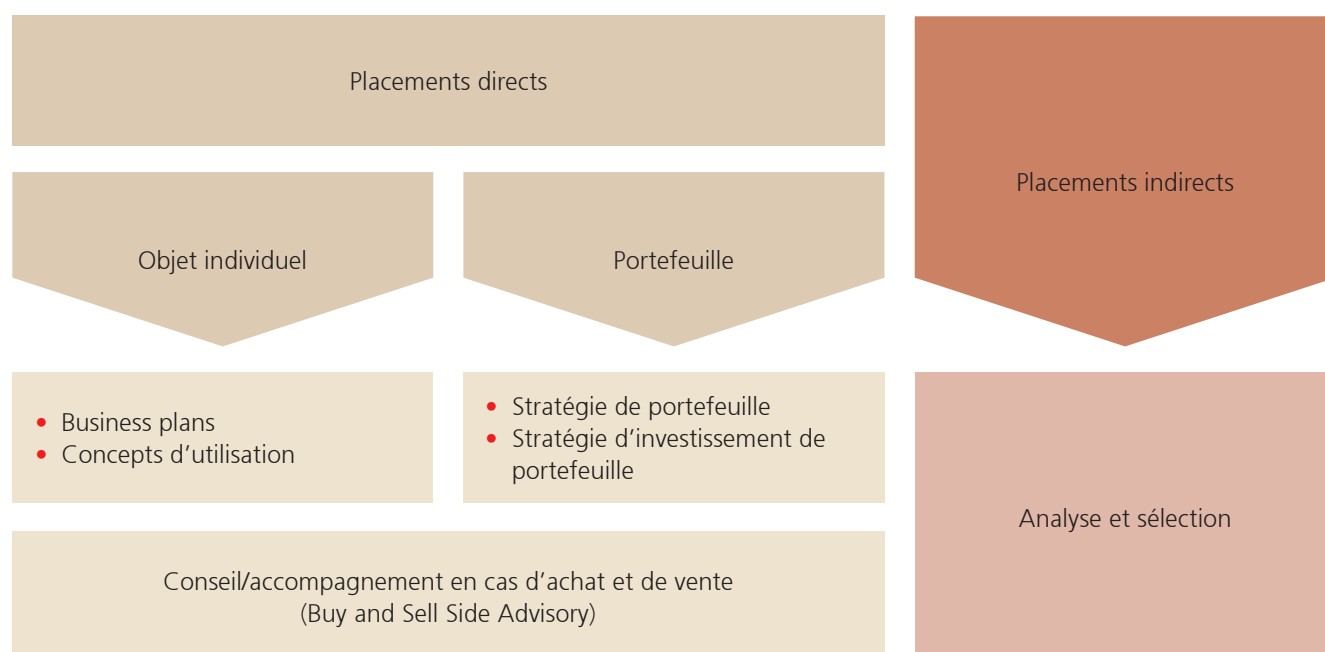 Placements directs
Placements indirects
Objet individuel
Portefeuille
• Business plans
• Concepts d’utilisation
• Stratégie de portefeuille
• Stratégie d’investissement de
portefeuille
Analyse et sélection
Conseil/accompagnement en cas d’achat et de vente
(Buy and Sell Side Advisory)